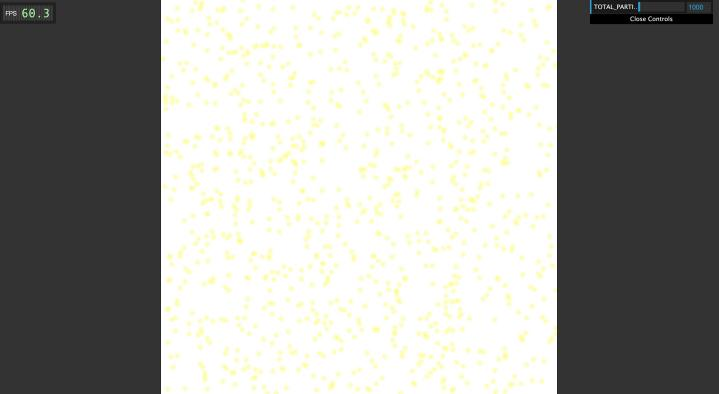 FPS 60.3
TOTAL_PARTI... 1000
Close Controls